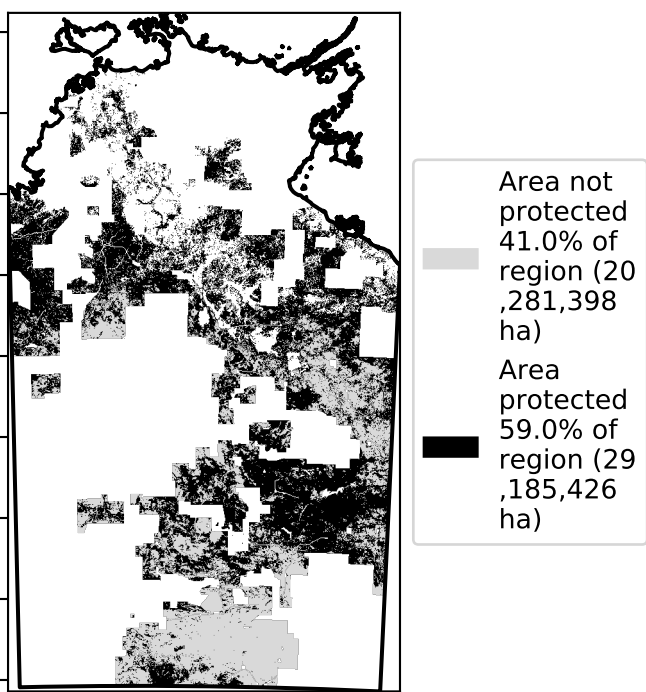 Area not
protected
41.0% of
region (20
,281,398
ha)
Area
protected
59.0% of
region (29
,185,426
ha)